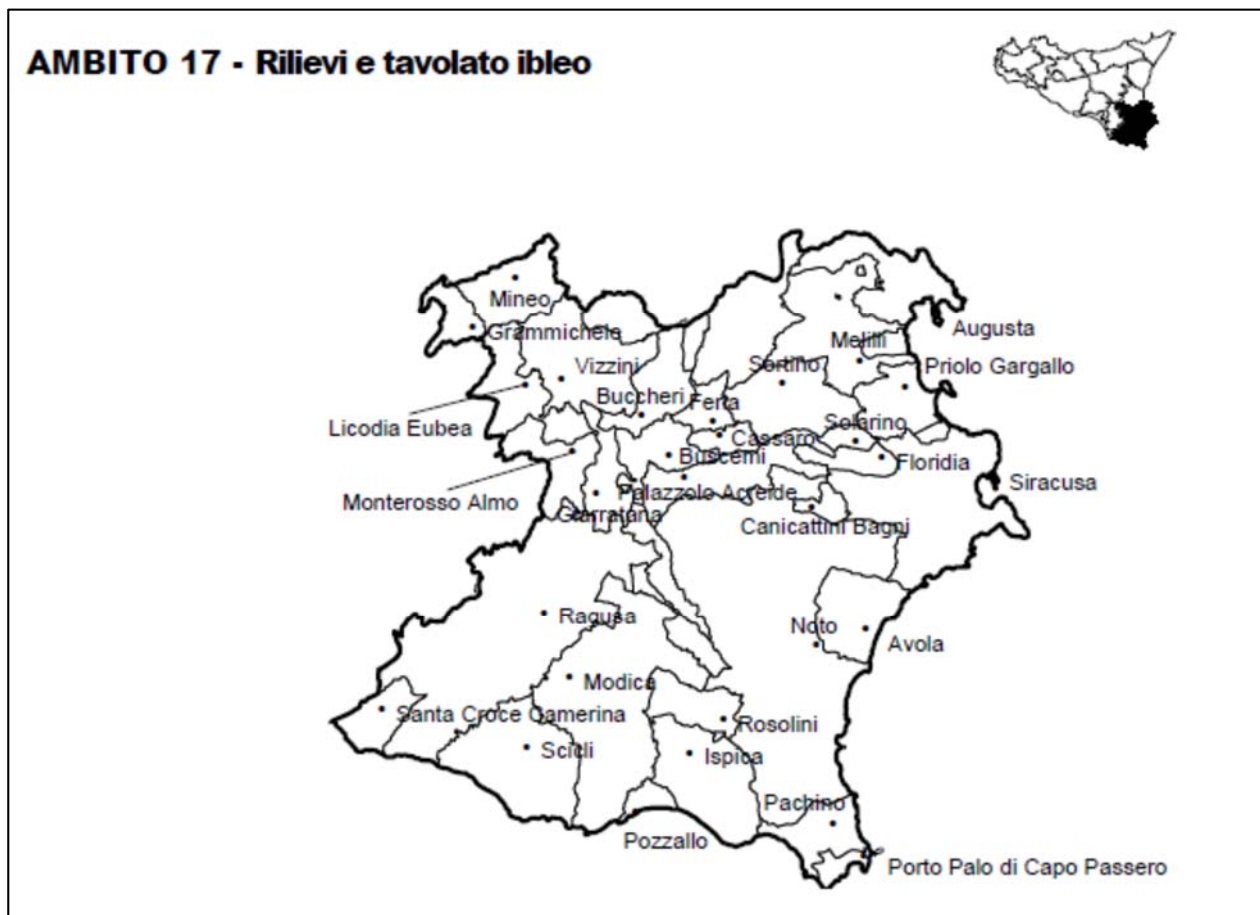 AMBITO 17 - Rilievi e tavolato ibleo
Mineo
Grammichele
Augusta
Melilli
Priolo Gargallo
Vizzini
Sortino
Buccheri
Ferla
Licodia Eubea
Solarino
Cassaro
Buscemi
Floridia
Siracusa
Monterosso Almo
Palazzolo Acreide
Giarratana
Canicattini Bagni
Ragusa
Noto
Avola
Modica
Santa Croce Camerina
Rosolini
Scicli
Ispica
Pachino
Pozzallo
Porto Palo di Capo Passero